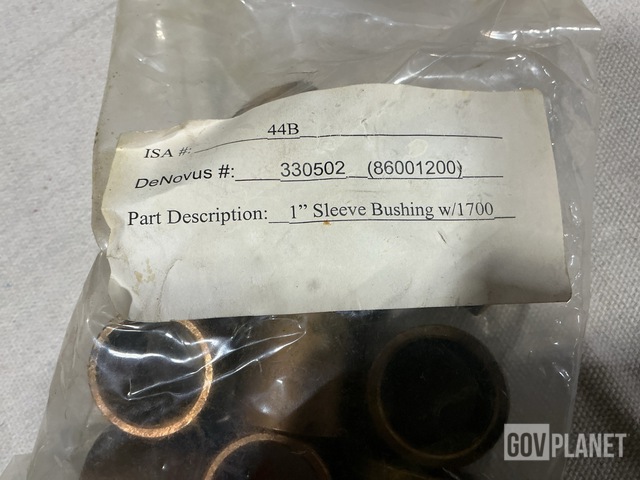 ISA #: 44B
DeNovus #: 330502 (86001200)
Part Description: 1” Sleeve Bushing w/1700
GOVPLANET